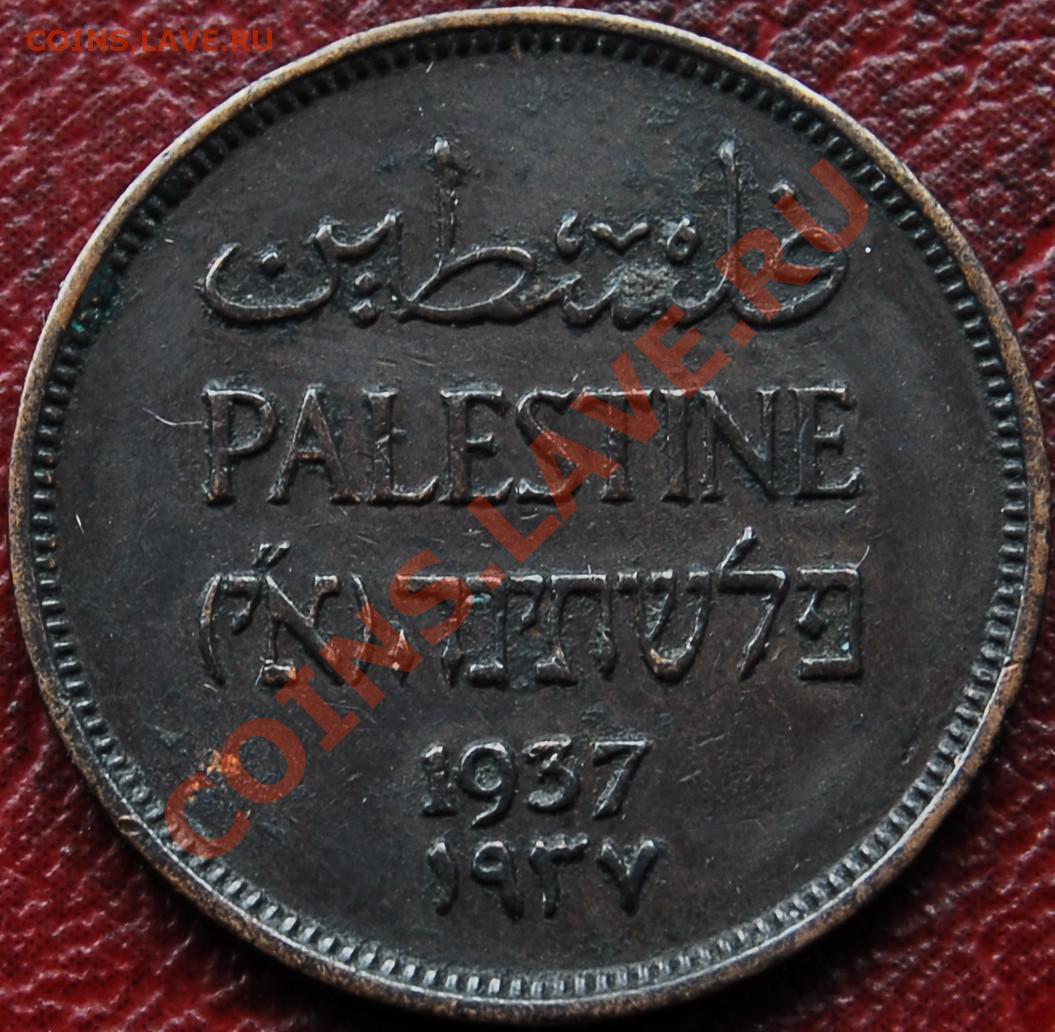 COINS.LAVE.RU
فلسطين
PALESTINE
פלשתינה (א״י)
1937
١٩٣٧
COINS.LAVE.RU